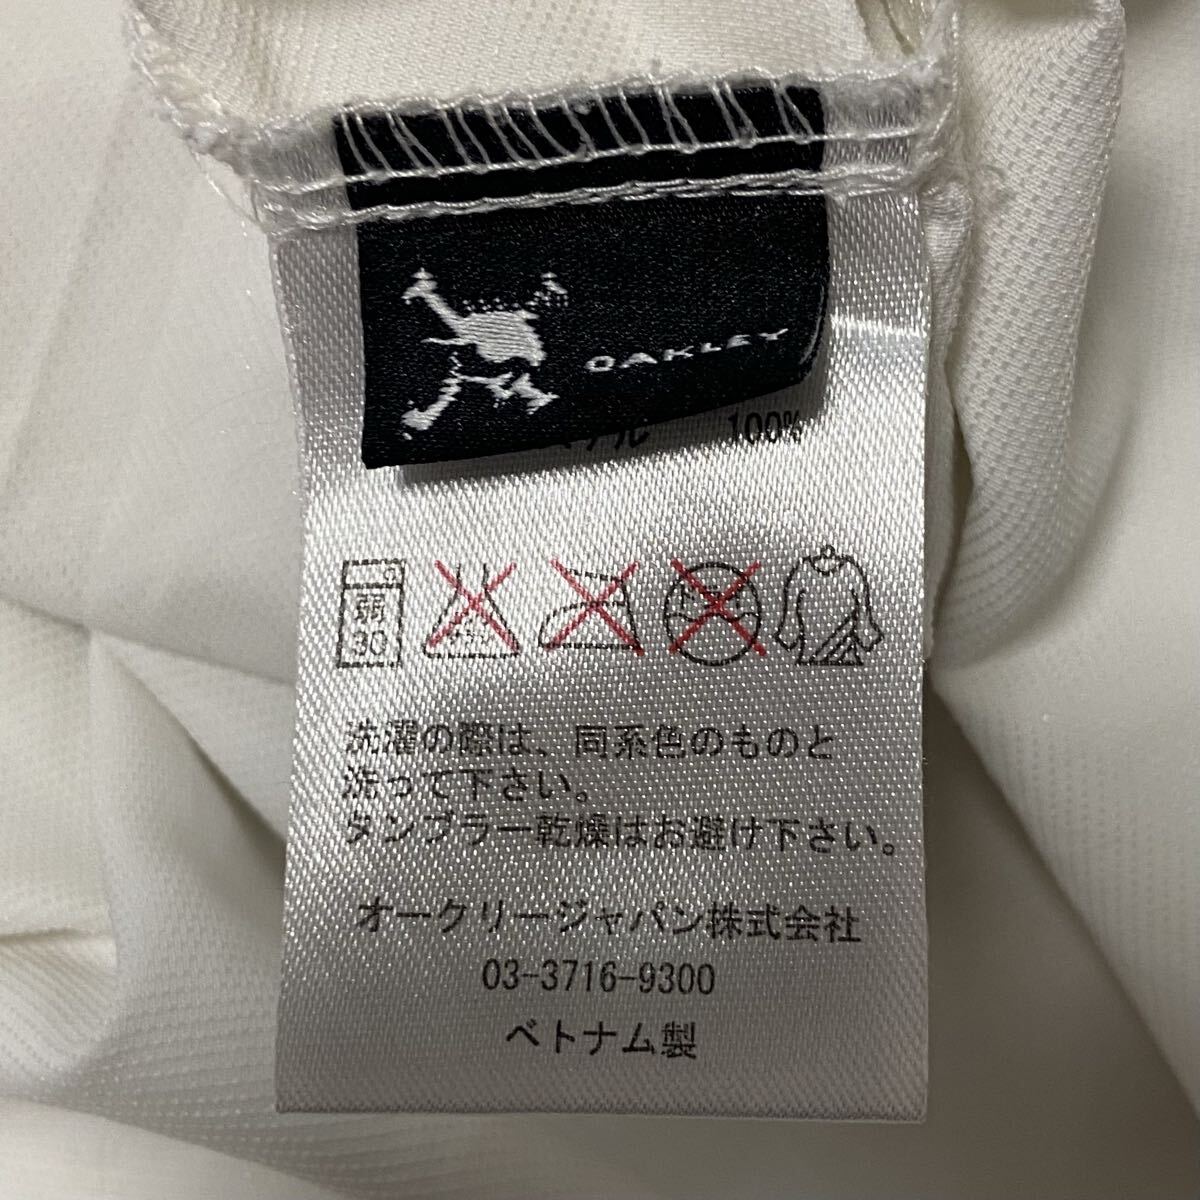 OAKLEY
100%
弱
30
洗濯の際は、同系色のものと
洗って下さい。
タンブラー乾燥はお避け下さい。
オークリージャパン株式会社
03-3716-9300
ベトナム製